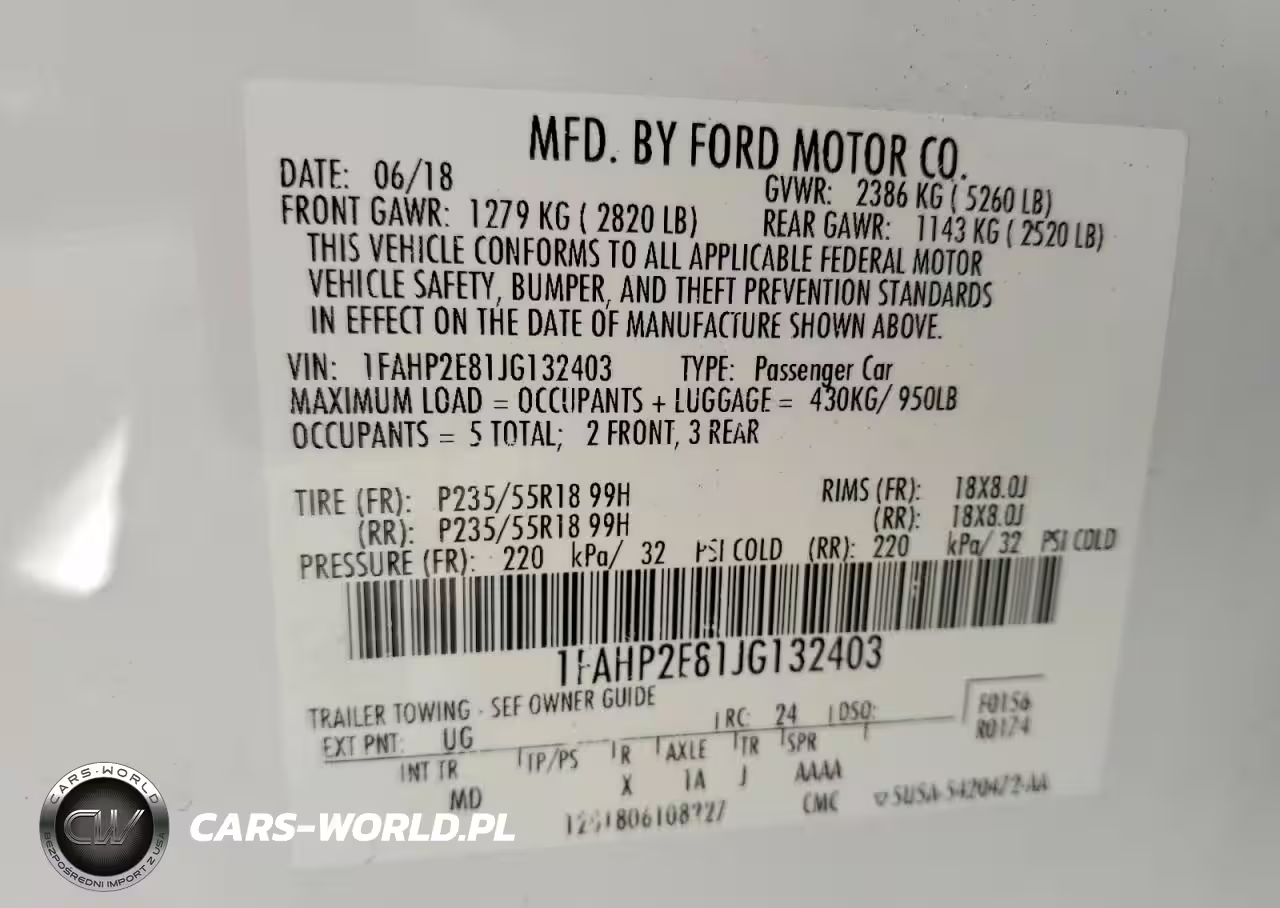 MFD. BY FORD MOTOR CO.
DATE: 06/18 GVWR: 2386 KG ( 5260 LB)
FRONT GAWR: 1279 KG ( 2820 LB) REAR GAWR: 1143 KG ( 2520 LB)
THIS VEHICLE CONFORMS TO ALL APPLICABLE FEDERAL MOTOR
VEHICLE SAFETY, BUMPER, AND THEFT PREVENTION STANDARDS
IN EFFECT ON THE DATE OF MANUFACTURE SHOWN ABOVE.
VIN: 1FAHP2E81JG132403 TYPE: Passenger Car
MAXIMUM LOAD = OCCUPANTS + LUGGAGE = 430KG/ 950LB
OCCUPANTS = 5 TOTAL; 2 FRONT, 3 REAR
TIRE (FR): P235/55R18 99H RIMS (FR): 18X8.0J
(RR): P235/55R18 99H (RR): 18X8.0J
PRESSURE (FR): 220 kPa/ 32 PSI COLD (RR): 220 kPa/ 32 PSI COLD
1FAHP2E81JG132403
TRAILER TOWING - SEE OWNER GUIDE
EXT PNT: UG RC: 24 DSO: F0156
R0174
INT TR TP/PS R AXLE TR SPR
MD X 1A J AAAA
CMC
CARS-WORLD
CW
BEZPOŚREDNI IMPORT Z USA
CARS-WORLD.PL